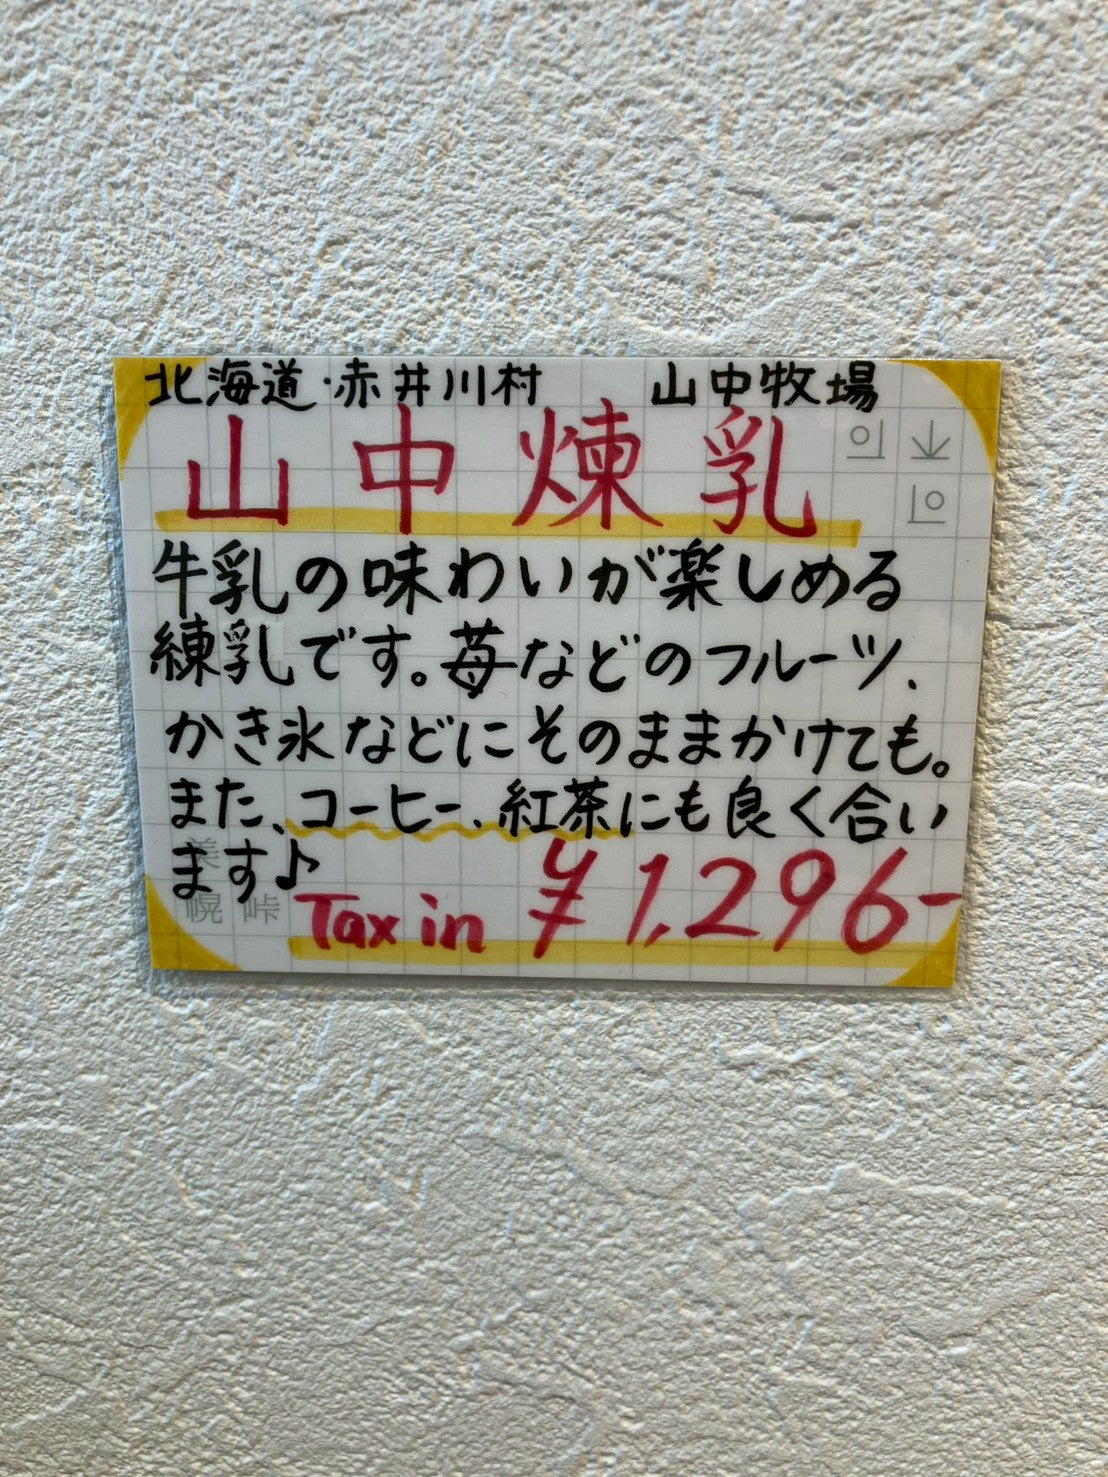 北海道・赤井川村　山中牧場
山中煉乳
牛乳の味わいが楽しめる
練乳です。苺などのフルーツ、
かき氷などにそのままかけても。
また、コーヒー、紅茶にも良く合い
ます♪
Tax in ¥1,296-
美幌峠